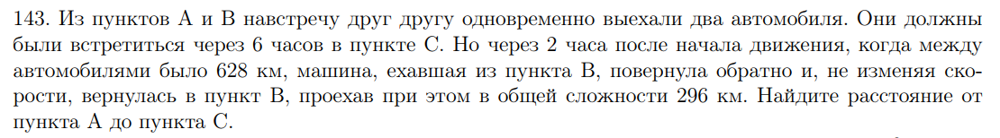 143. Из пунктов А и В навстречу друг другу одновременно выехали два автомобиля. Они должны
были встретиться через 6 часов в пункте С. Но через 2 часа после начала движения, когда между
автомобилями было 628 км, машина, ехавшая из пункта В, повернула обратно и, не изменяя ско-
рости, вернулась в пункт В, проехав при этом в общей сложности 296 км. Найдите расстояние от
пункта А до пункта С.